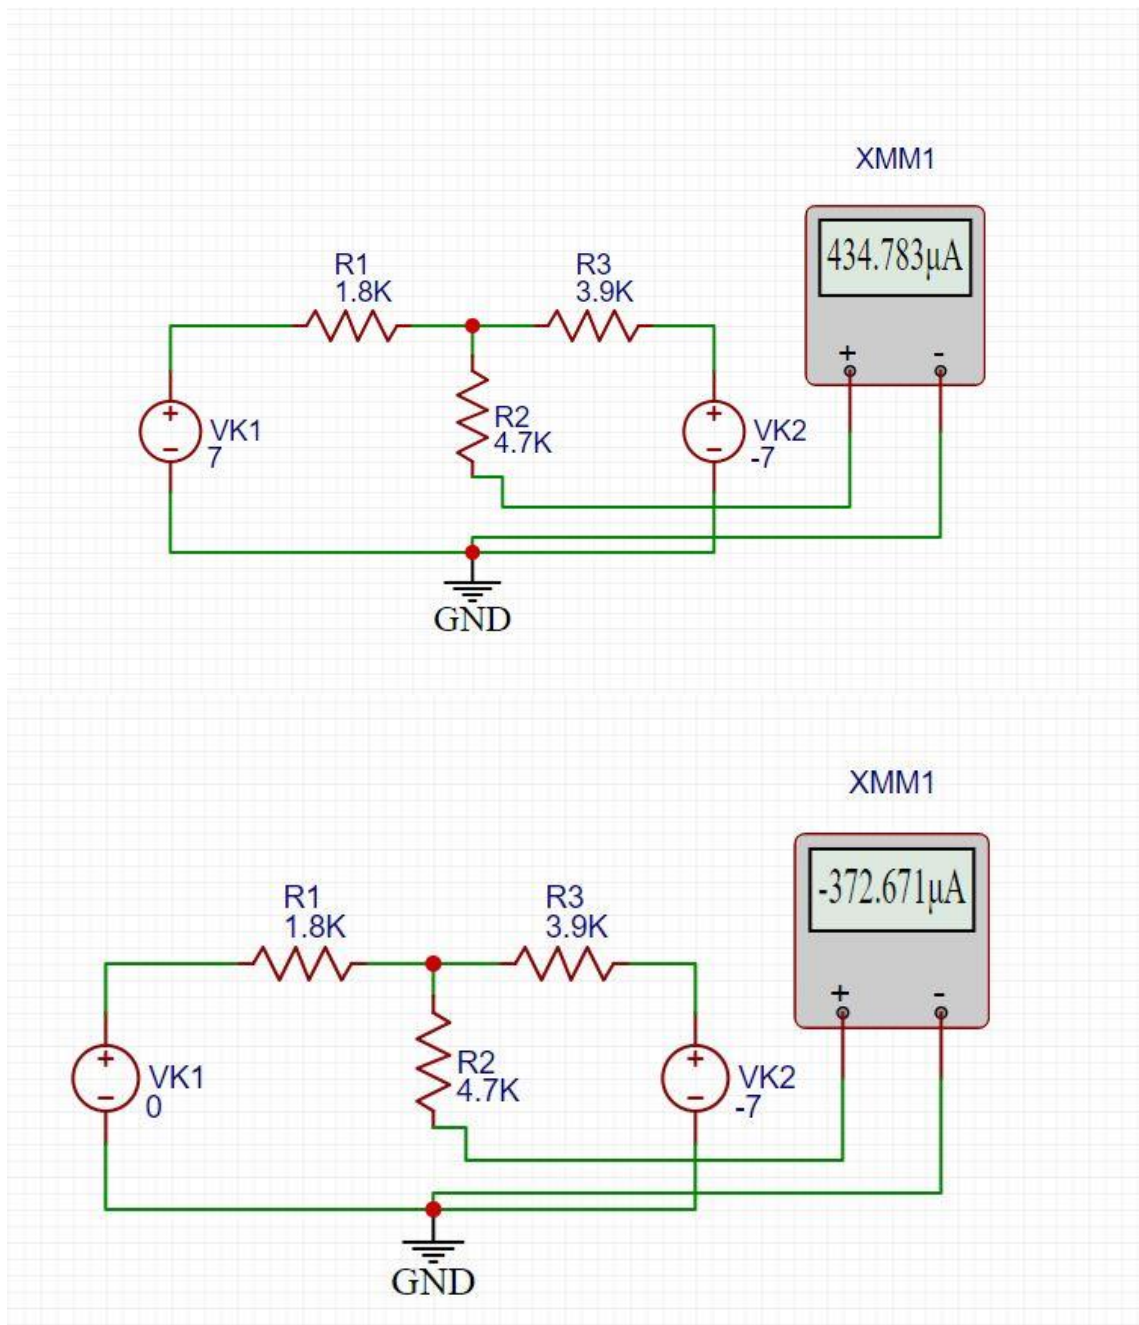 XMM1
434.783µA
+ -
R1
1.8K
R3
3.9K
R2
4.7K
+
-
VK1
7
+
-
VK2
-7
GND
XMM1
-372.671µA
+ -
R1
1.8K
R3
3.9K
R2
4.7K
+
-
VK1
0
+
-
VK2
-7
GND